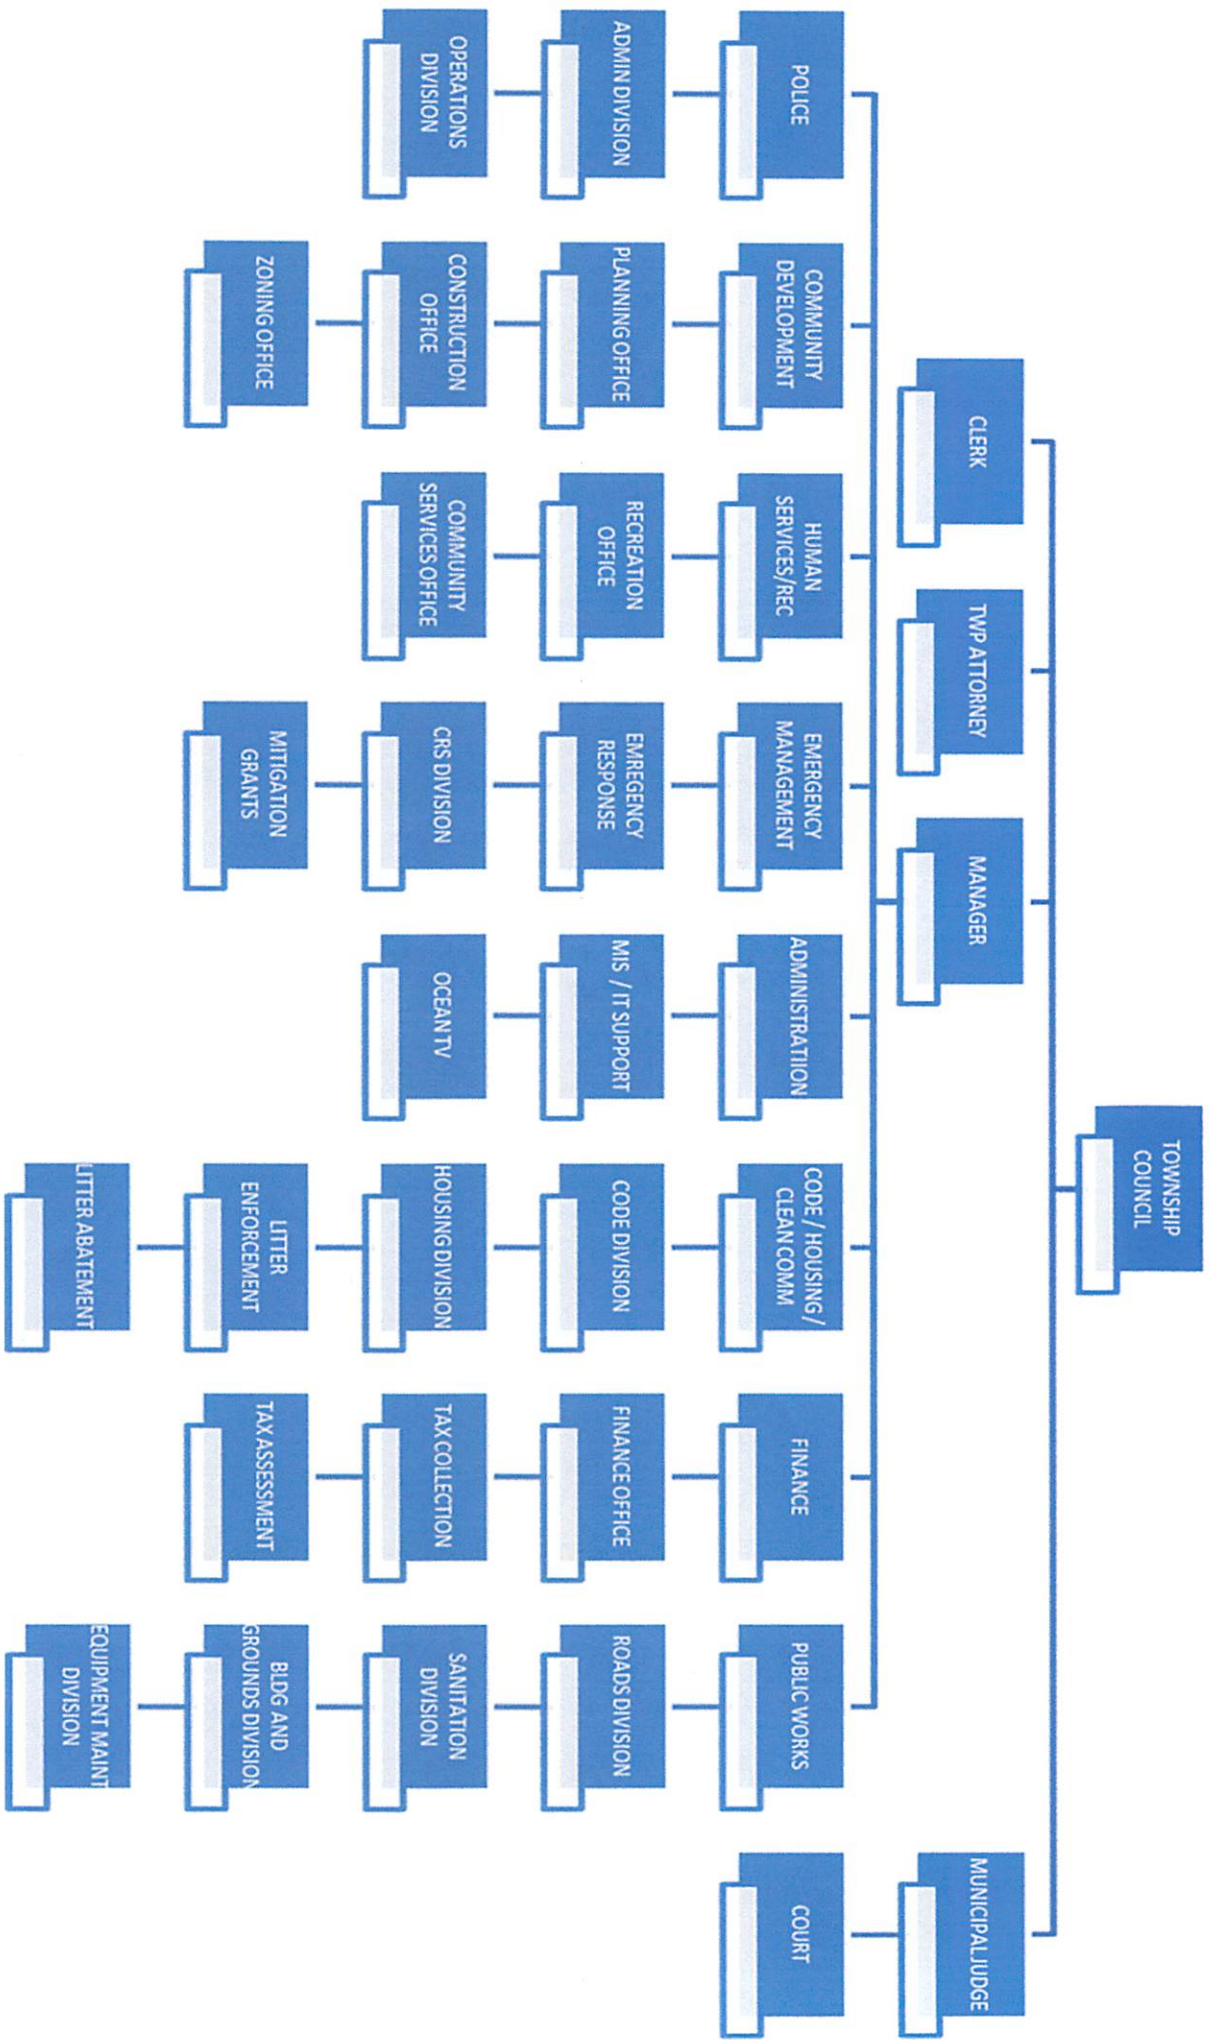 TOWNSHIP
COUNCIL
CLERK
TWP ATTORNEY
MANAGER
MUNICIPAL JUDGE
POLICE
COMMUNITY
DEVELOPMENT
HUMAN
SERVICES/REC
EMERGENCY
MANAGEMENT
ADMINISTRATIION
CODE / HOUSING /
CLEAN COMM
FINANCE
PUBLIC WORKS
COURT
ADMIN DIVISION
PLANNING OFFICE
RECREATION
OFFICE
EMREGENCY
RESPONSE
MIS / IT SUPPORT
CODE DIVISION
FINANCE OFFICE
ROADS DIVISION
OPERATIONS
DIVISION
CONSTRUCTION
OFFICE
COMMUNITY
SERVICES OFFICE
CRS DIVISION
OCEAN TV
HOUSING DIVISION
TAX COLLECTION
SANITATION
DIVISION
ZONING OFFICE
MITIGATION
GRANTS
LITTER
ENFORCEMENT
TAX ASSESSMENT
BLDG AND
GROUNDS DIVISION
LITTER ABATEMENT
EQUIPMENT MAINT
DIVISION